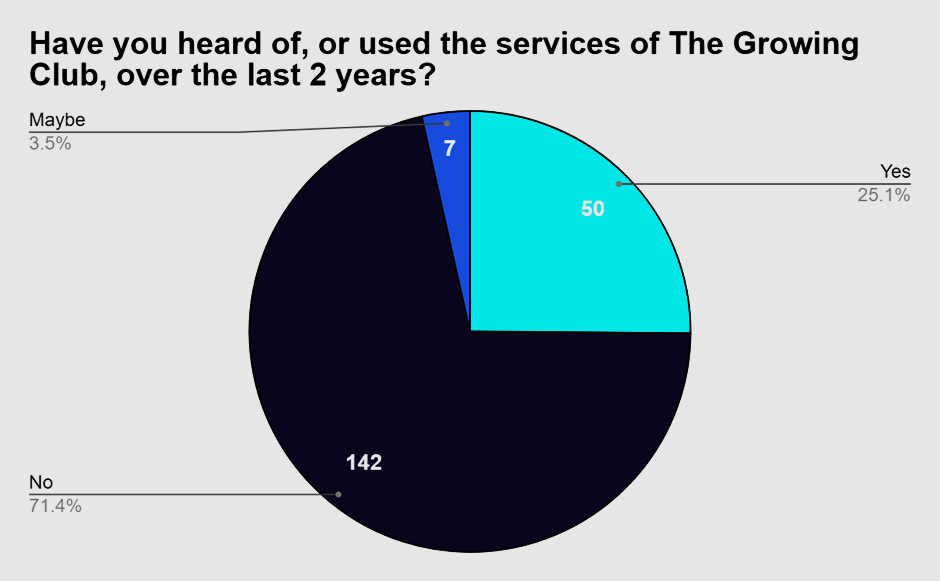 Have you heard of, or used the services of The Growing
Club, over the last 2 years?
Maybe
3.5%
7
Yes
25.1%
50
142
No
71.4%